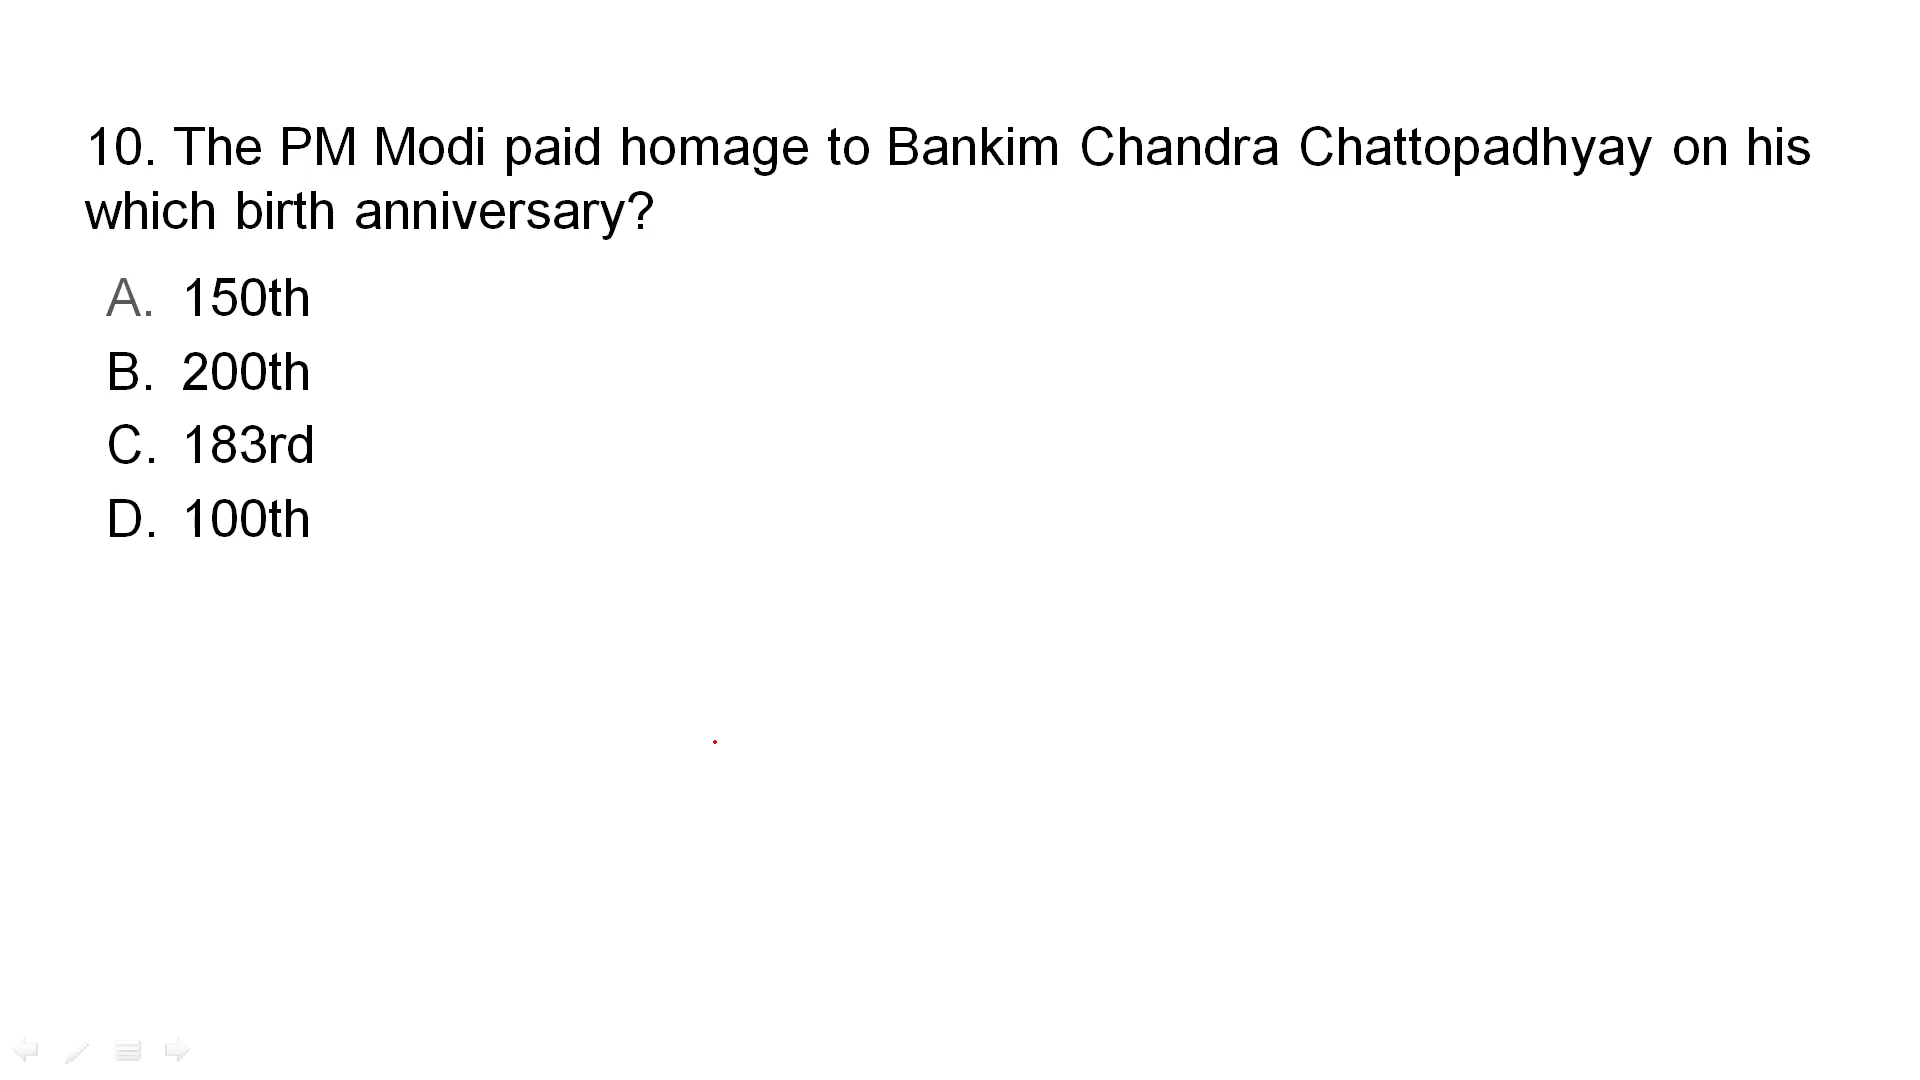 10. The PM Modi paid homage to Bankim Chandra Chattopadhyay on his
which birth anniversary?
A. 150th
B. 200th
C. 183rd
D. 100th